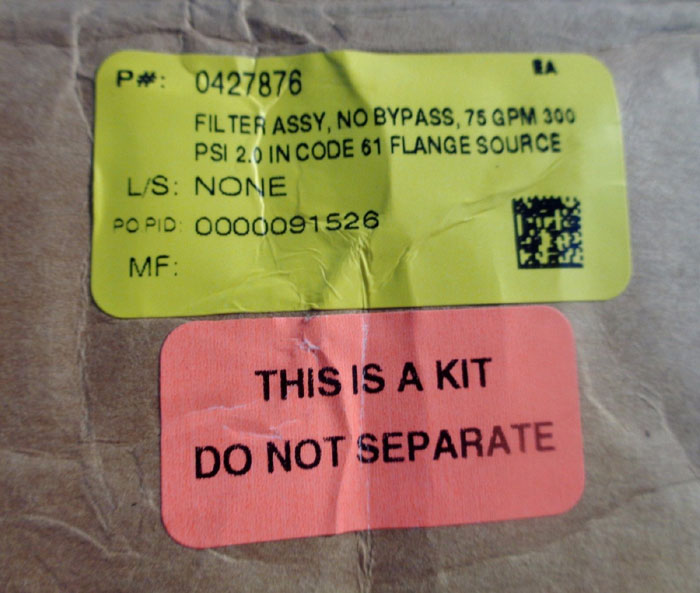 EA
P#: 0427876
FILTER ASSY, NO BYPASS, 75 GPM 300
PSI 2.0 IN CODE 61 FLANGE SOURCE
L/S: NONE
PO PID: 0000091526
MF:
THIS IS A KIT
DO NOT SEPARATE